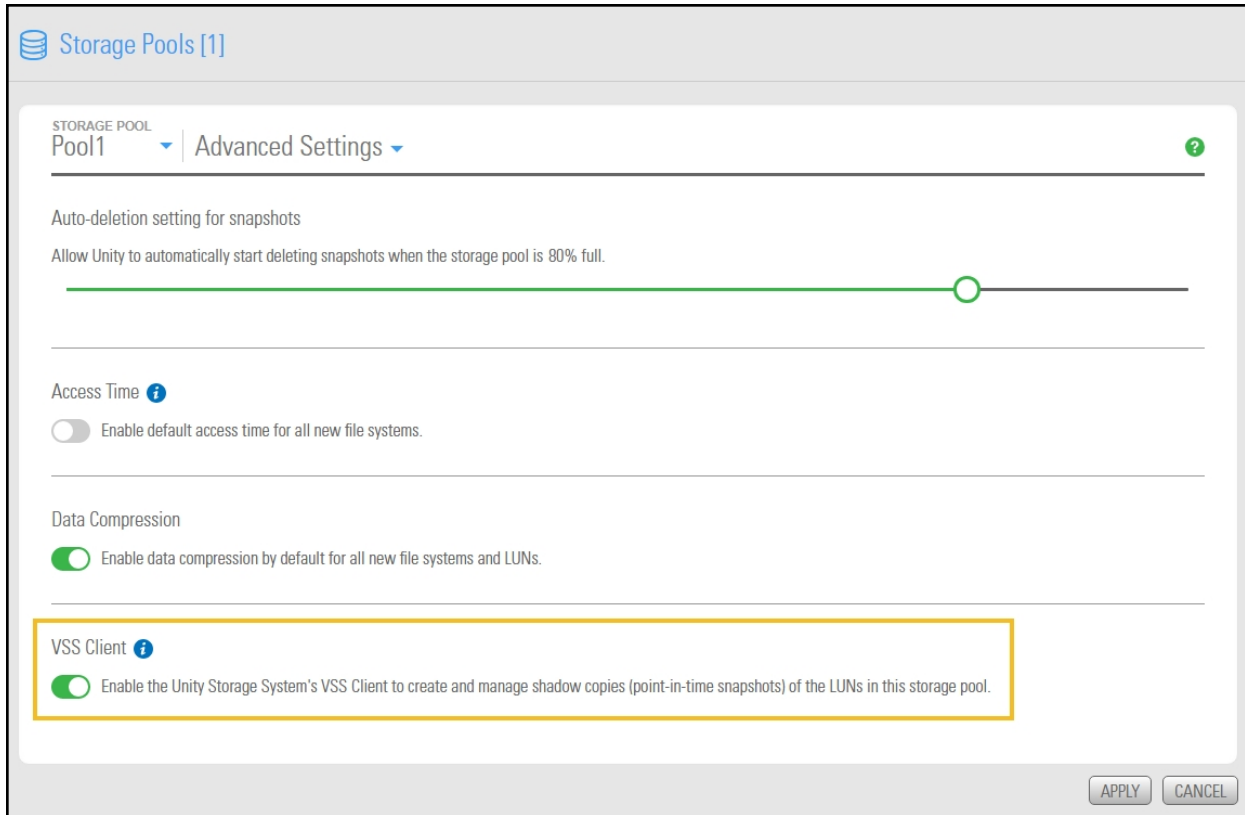 Storage Pools [1]
STORAGE POOL
Pool1
Advanced Settings
?
Auto-deletion setting for snapshots
Allow Unity to automatically start deleting snapshots when the storage pool is 80% full.
Access Time i
Enable default access time for all new file systems.
Data Compression
Enable data compression by default for all new file systems and LUNs.
VSS Client i
Enable the Unity Storage System's VSS Client to create and manage shadow copies (point-in-time snapshots) of the LUNs in this storage pool.
APPLY CANCEL